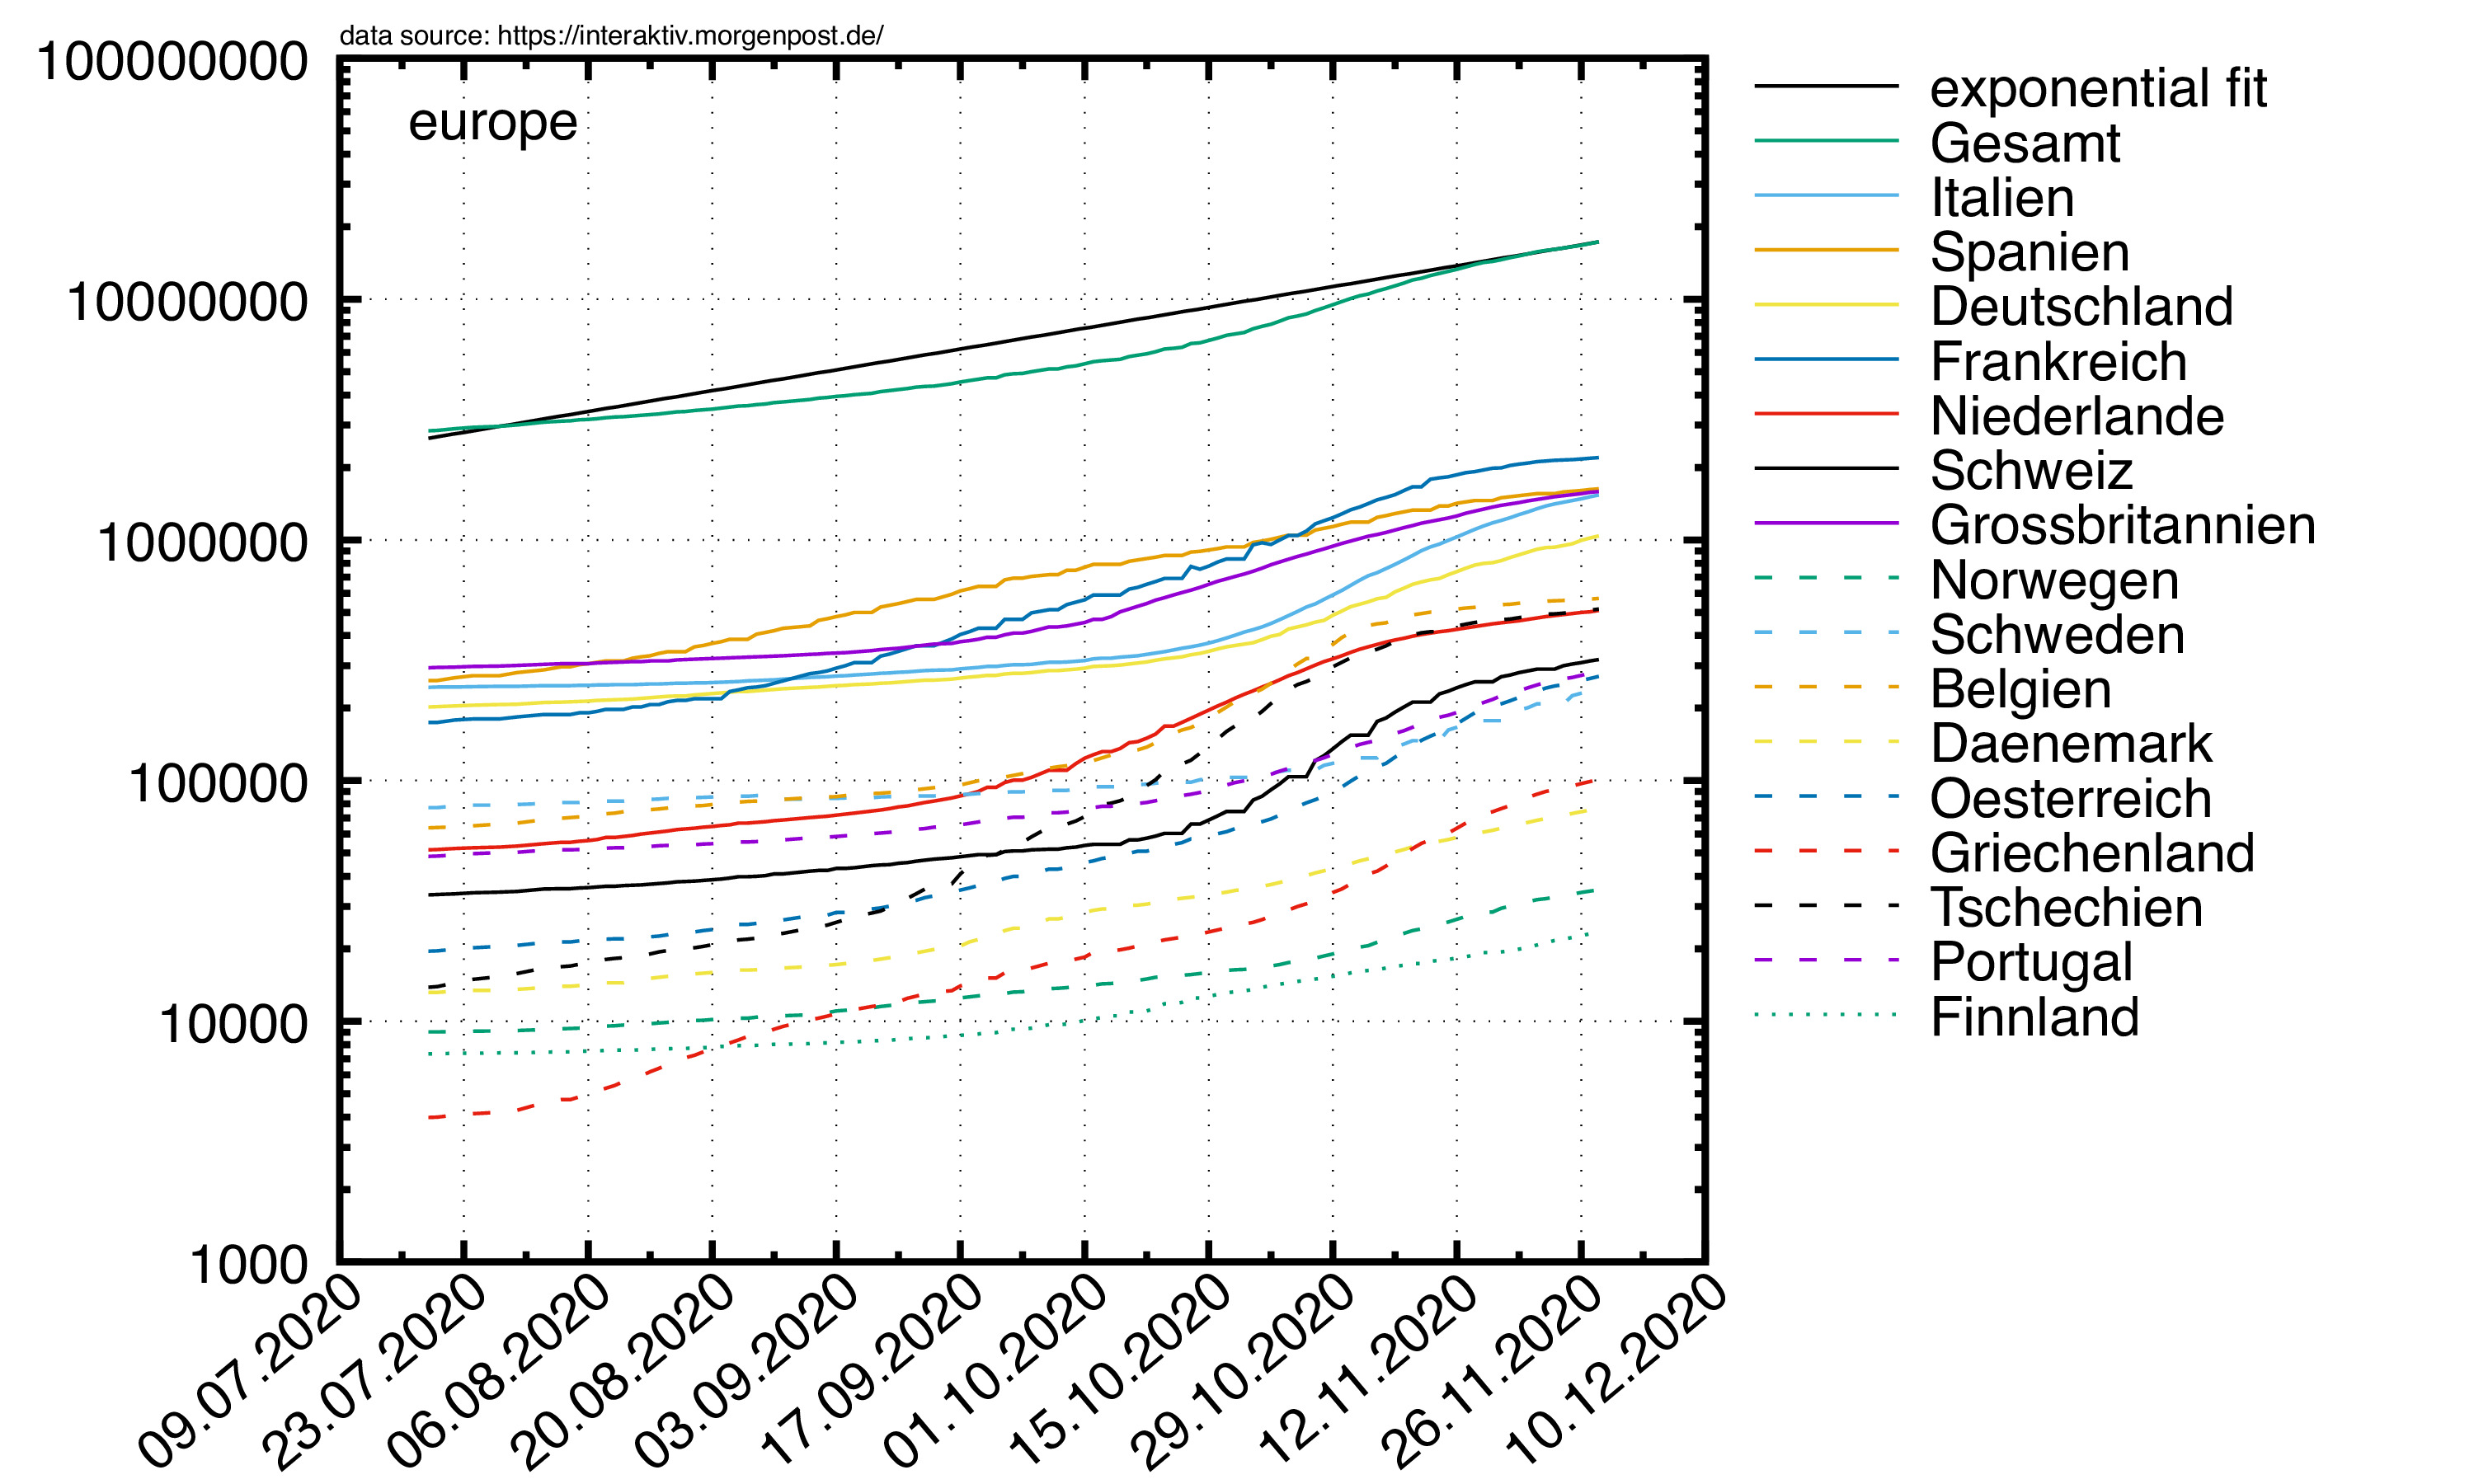 data source: https://interaktiv.morgenpost.de/
europe
100000000
10000000
1000000
100000
10000
1000
09.07.2020
23.07.2020
06.08.2020
20.08.2020
03.09.2020
17.09.2020
01.10.2020
15.10.2020
29.10.2020
12.11.2020
26.11.2020
10.12.2020
exponential fit
Gesamt
Italien
Spanien
Deutschland
Frankreich
Niederlande
Schweiz
Grossbritannien
Norwegen
Schweden
Belgien
Daenemark
Oesterreich
Griechenland
Tschechien
Portugal
Finnland